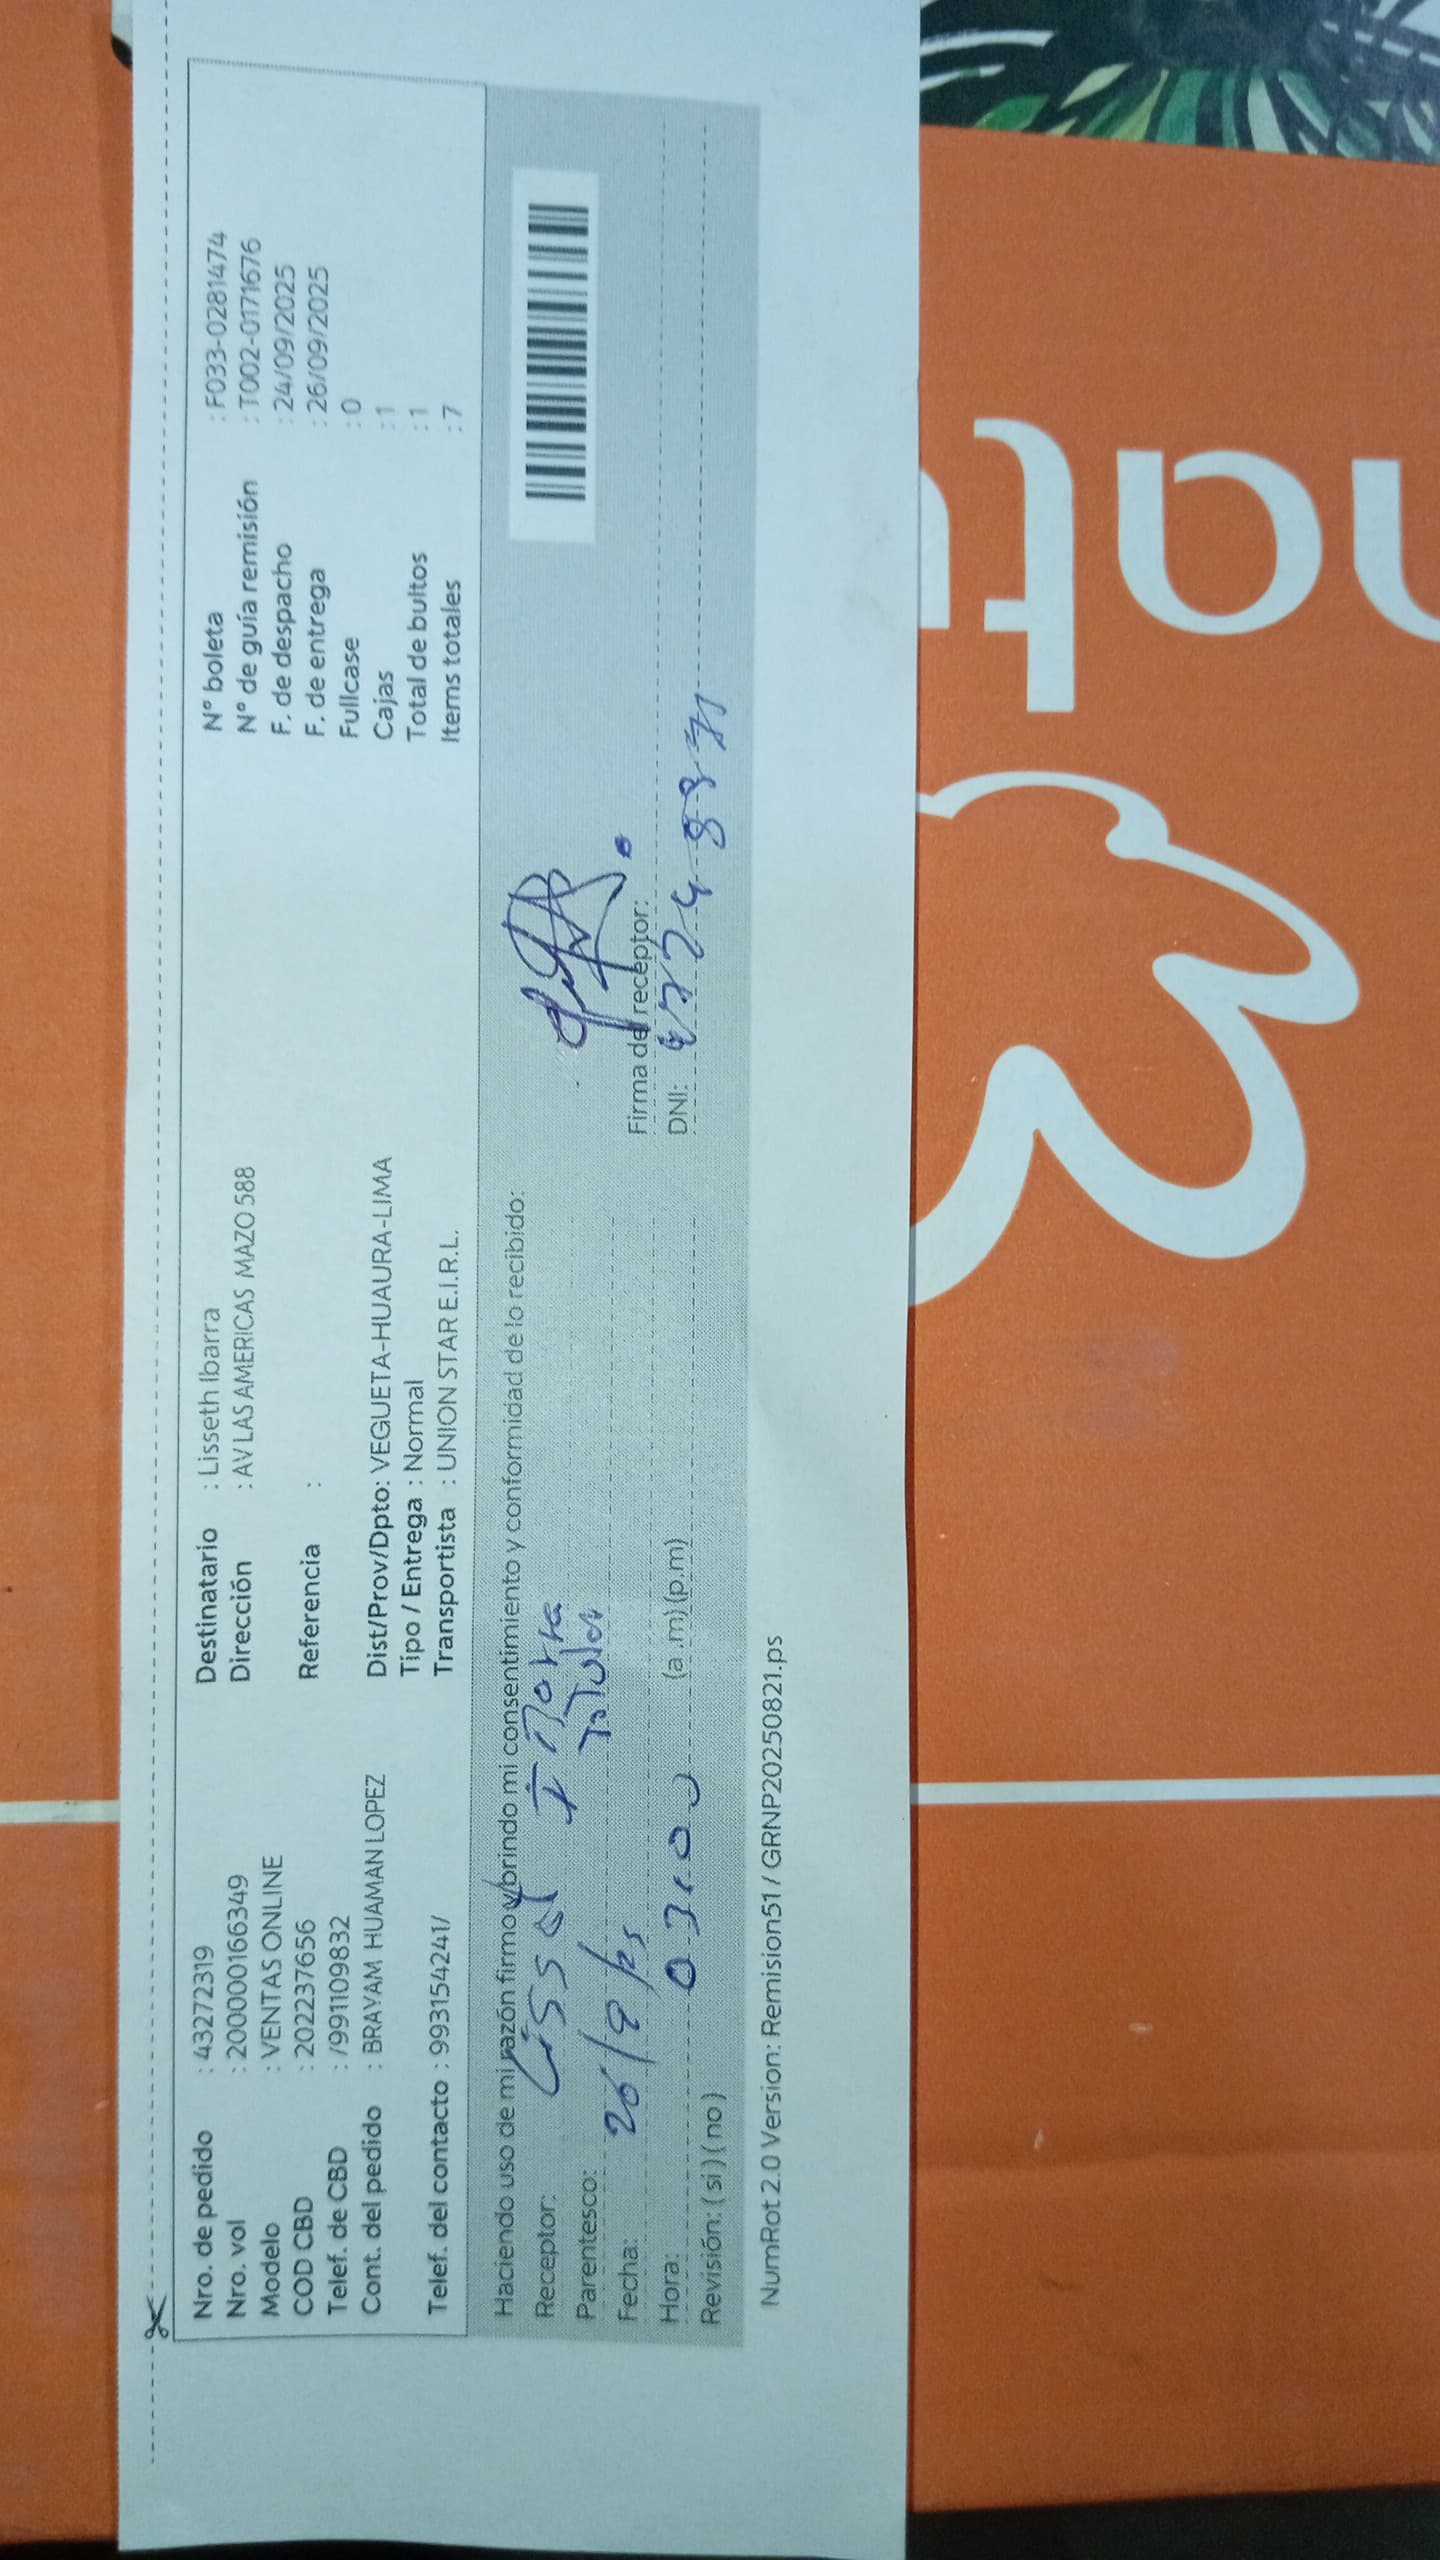 Nro. de pedido : 43272319
Nro. vol : 200000166349
Modelo : VENTAS ONLINE
COD CBD : 202237656
Telef. de CBD : /991109832
Cont. del pedido : BRAYAM HUAMAN LOPEZ
Telef. del contacto : 993154241/
Destinatario : Lisseth Ibarra
Dirección : AV LAS AMERICAS MAZO 588
Referencia :
Dist/Prov/Dpto: VEGUETA-HUAURA-LIMA
Tipo / Entrega : Normal
Transportista : UNION STAR E.I.R.L.
N° boleta : F033-0281474
N° de guía remisión : T002-0171676
F. de despacho : 24/09/2025
F. de entrega : 26/09/2025
Fullcase : 0
Cajas : 1
Total de bultos : 1
Items totales : 7
Haciendo uso de mi razón firmo y brindo mi consentimiento y conformidad de lo recibido:
Receptor:
Parentesco:
Fecha: 26/9/25
Hora: (a.m) (p.m)
Revisión: ( si ) ( no )
Firma del receptor:
DNI:
NumRot 2.0 Version: Remision51 / GRNP20250821.ps